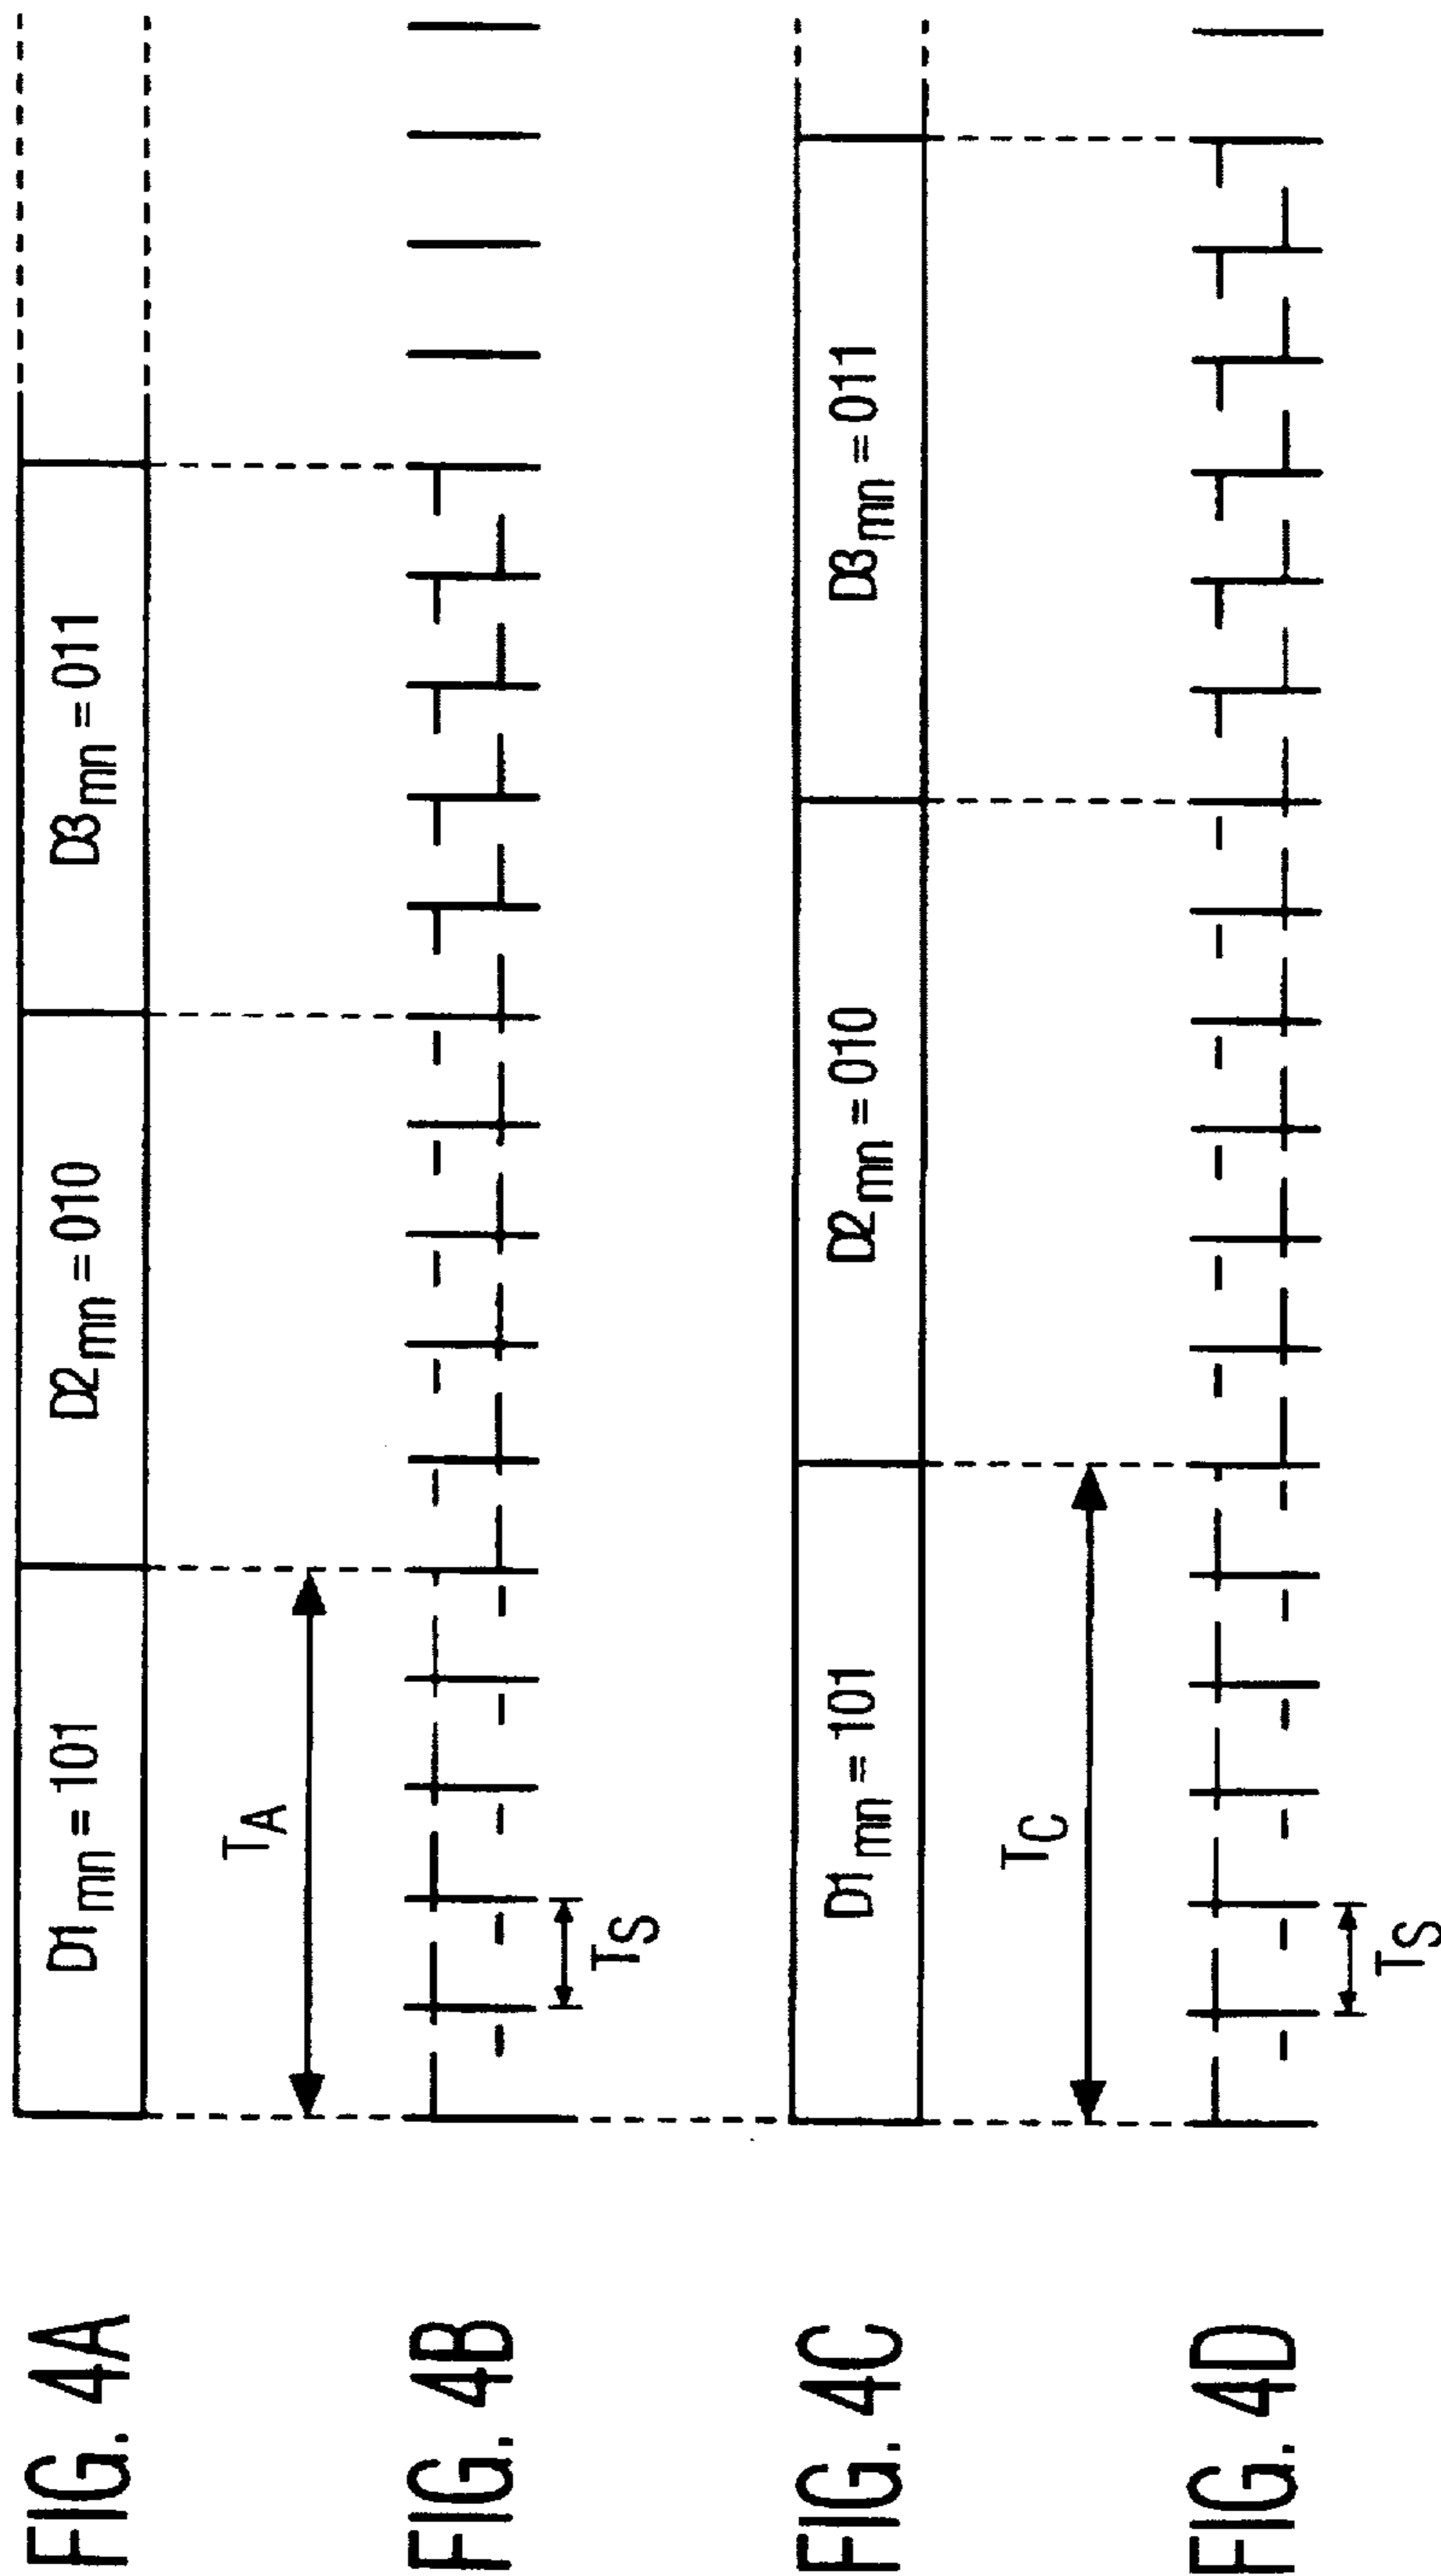 FIG. 4A
D1mn = 101
D2mn = 010
D3mn = 011
TA
FIG. 4B
TS
FIG. 4C
D1mn = 101
D2mn = 010
D3mn = 011
TC
FIG. 4D
TS